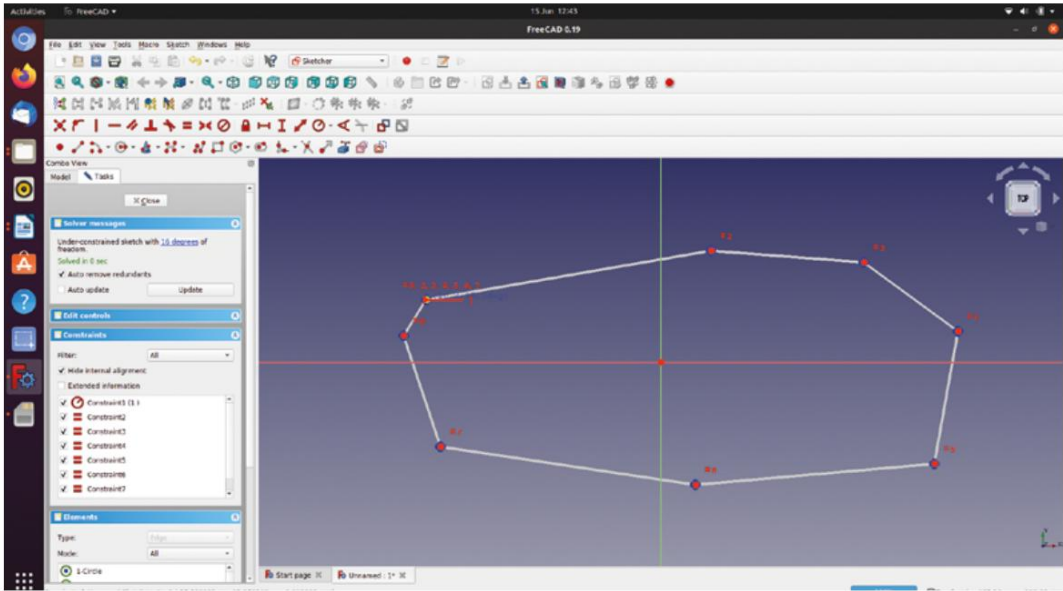 Activities FreeCAD 15 Jun 12:43
FreeCAD 0.19
File Edit View Tools Macro Sketch Windows Help
Sketcher
Combo View
Model Tasks
Close
Solver messages
Under-constrained sketch with 16 degrees of
freedom.
Solved in 0 sec
Auto remove redundants
Auto update Update
Edit controls
Constraints
Filter: All
Hide internal alignment
Extended information
Constraint1
Constraint2
Constraint3
Constraint4
Constraint5
Constraint6
Constraint7
Elements
Type: Edge
Mode: All
1-Circle
TOP
Start page Unnamed : 1*